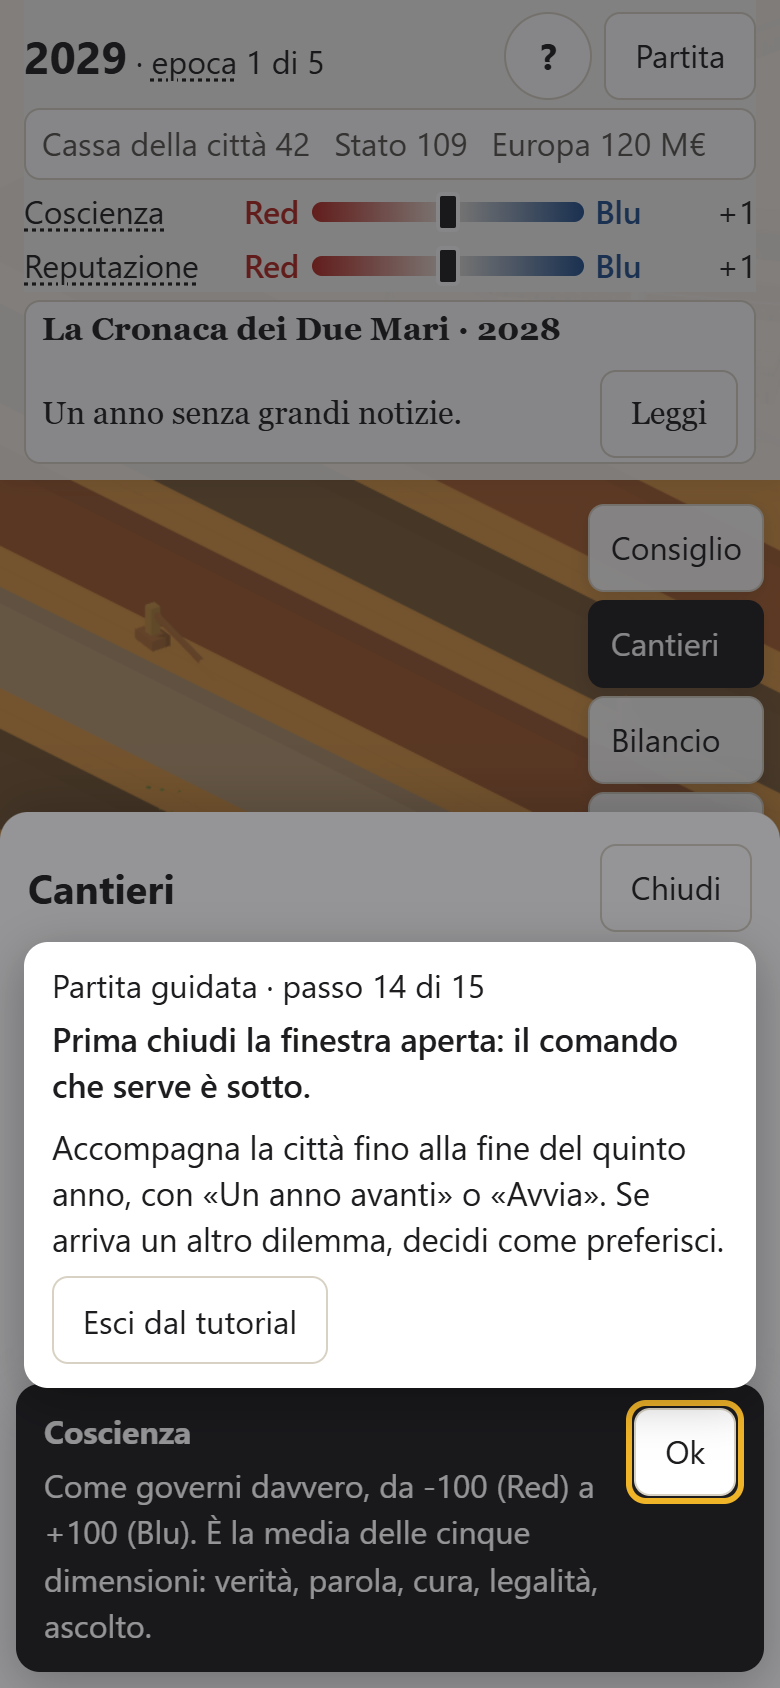 2029 · epoca 1 di 5
?
Partita
Cassa della città 42 Stato 109 Europa 120 M€
Coscienza Red Blu +1
Reputazione Red Blu +1
La Cronaca dei Due Mari · 2028
Un anno senza grandi notizie.
Leggi
Consiglio
Cantieri
Bilancio
Cantieri
Chiudi
Partita guidata · passo 14 di 15
Prima chiudi la finestra aperta: il comando
che serve è sotto.
Accompagna la città fino alla fine del quinto
anno, con «Un anno avanti» o «Avvia». Se
arriva un altro dilemma, decidi come preferisci.
Esci dal tutorial
Coscienza
Ok
Come governi davvero, da -100 (Red) a
+100 (Blu). È la media delle cinque
dimensioni: verità, parola, cura, legalità,
ascolto.